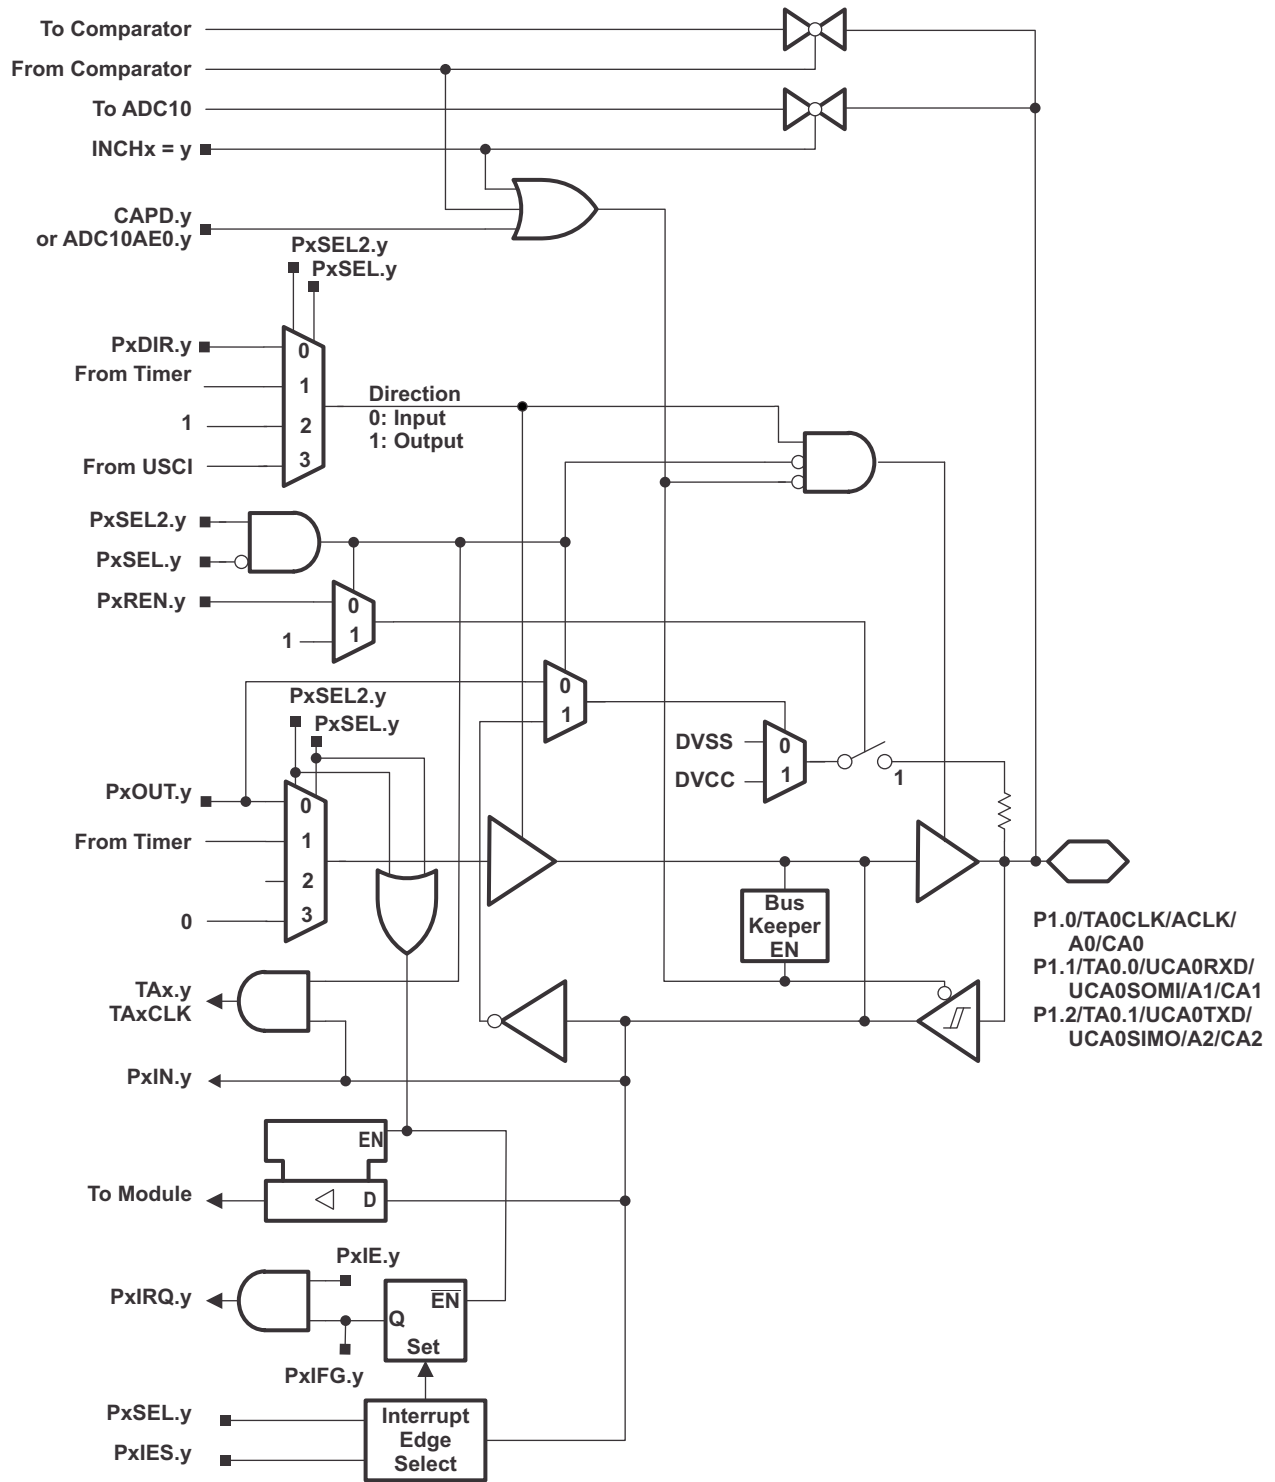 To Comparator
From Comparator
To ADC10
INCHx = y
CAPD.y
or ADC10AE0.y
PxSEL2.y
PxSEL.y
PxDIR.y
0
From Timer
1
1
2
From USCI
3
Direction
0: Input
1: Output
PxSEL2.y
PxSEL.y
PxREN.y
0
1
1
0
1
PxSEL2.y
PxSEL.y
DVSS
0
DVCC
1
1
PxOUT.y
0
From Timer
1
2
0
3
Bus
Keeper
EN
P1.0/TA0CLK/ACLK/
A0/CA0
P1.1/TA0.0/UCA0RXD/
UCA0SOMI/A1/CA1
P1.2/TA0.1/UCA0TXD/
UCA0SIMO/A2/CA2
TAx.y
TAxCLK
PxIN.y
EN
To Module
D
PxIE.y
PxIRQ.y
EN
Q
Set
PxIFG.y
PxSEL.y
PxIES.y
Interrupt
Edge
Select